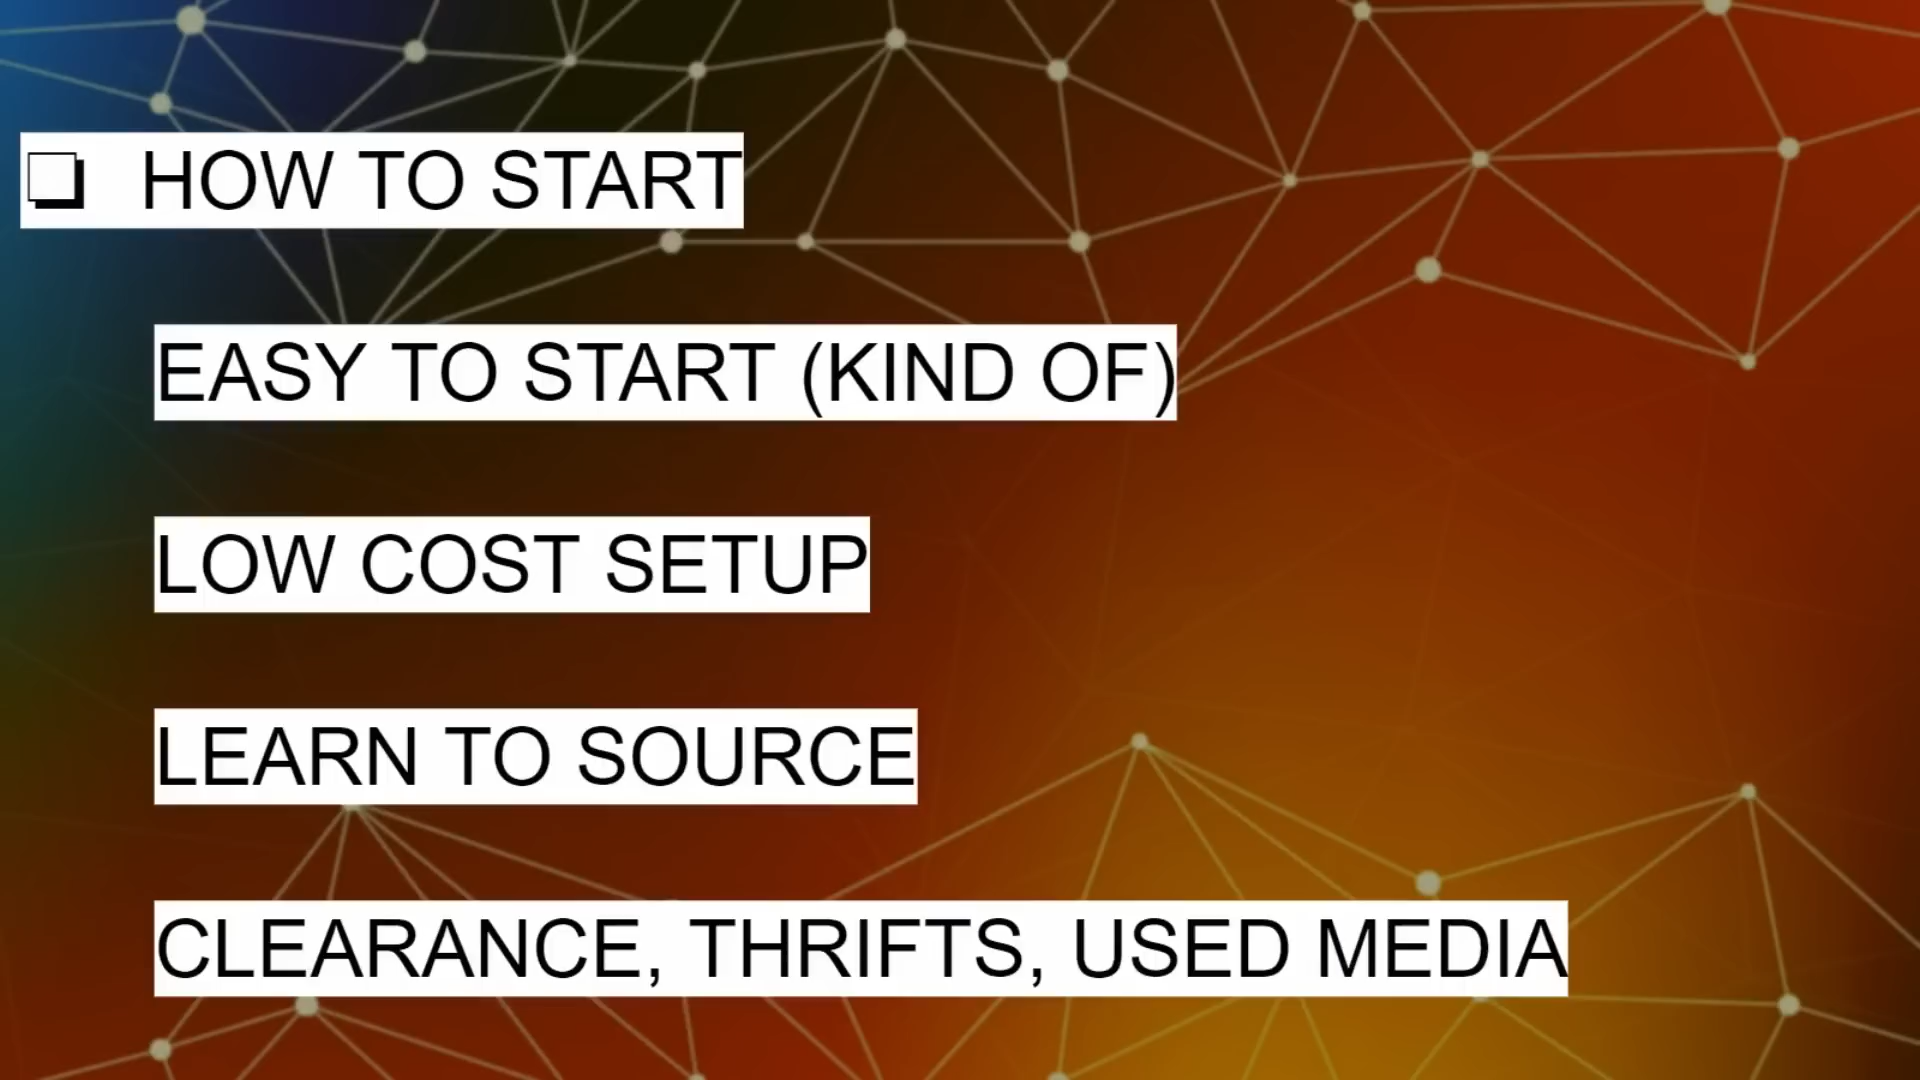 ❏ HOW TO START
EASY TO START (KIND OF)
LOW COST SETUP
LEARN TO SOURCE
CLEARANCE, THRIFTS, USED MEDIA